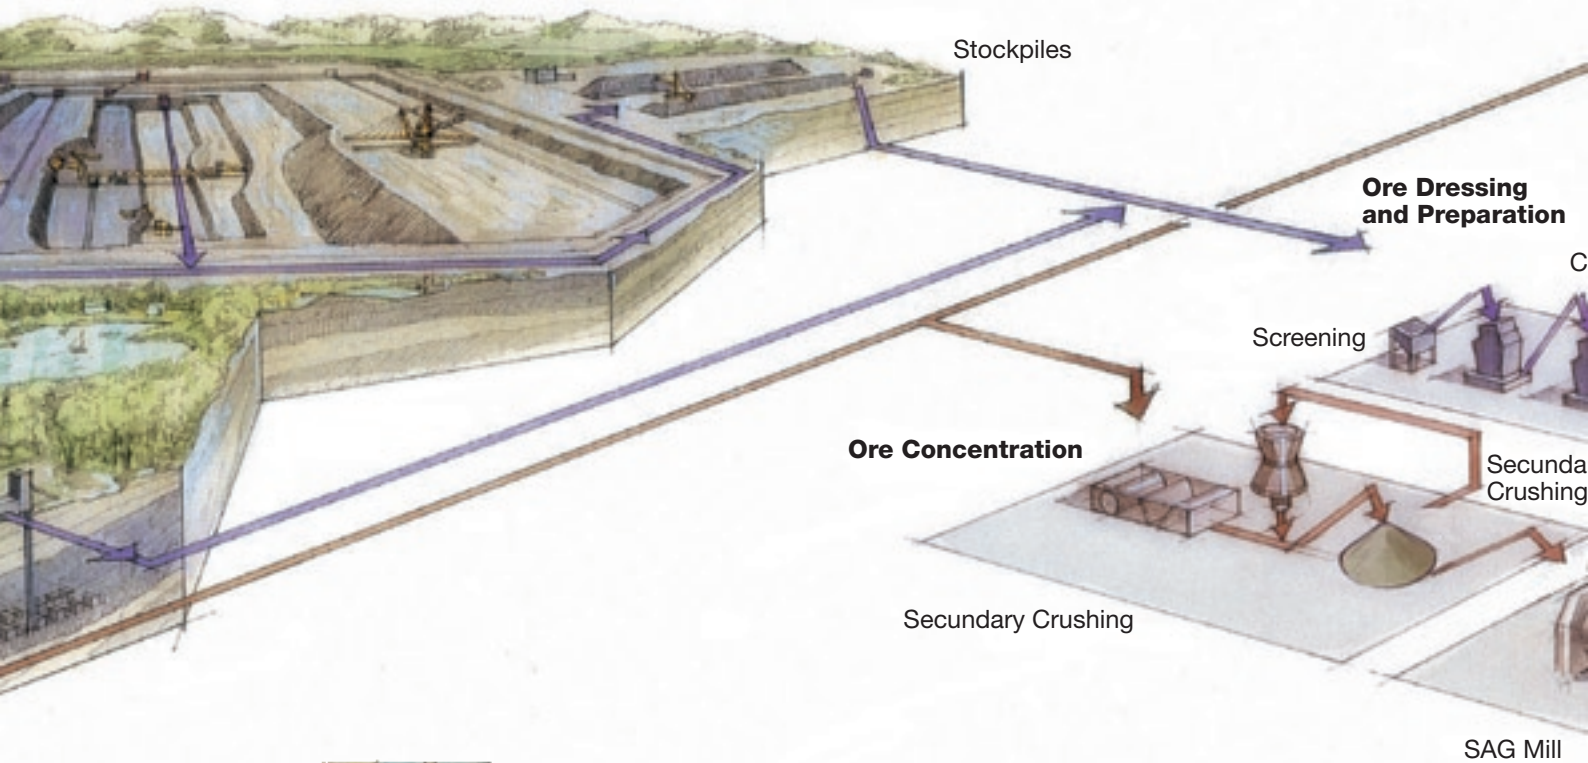 Stockpiles
Ore Dressing
and Preparation
C
Screening
Ore Concentration
Secunda
Crushing
Secundary Crushing
SAG Mill